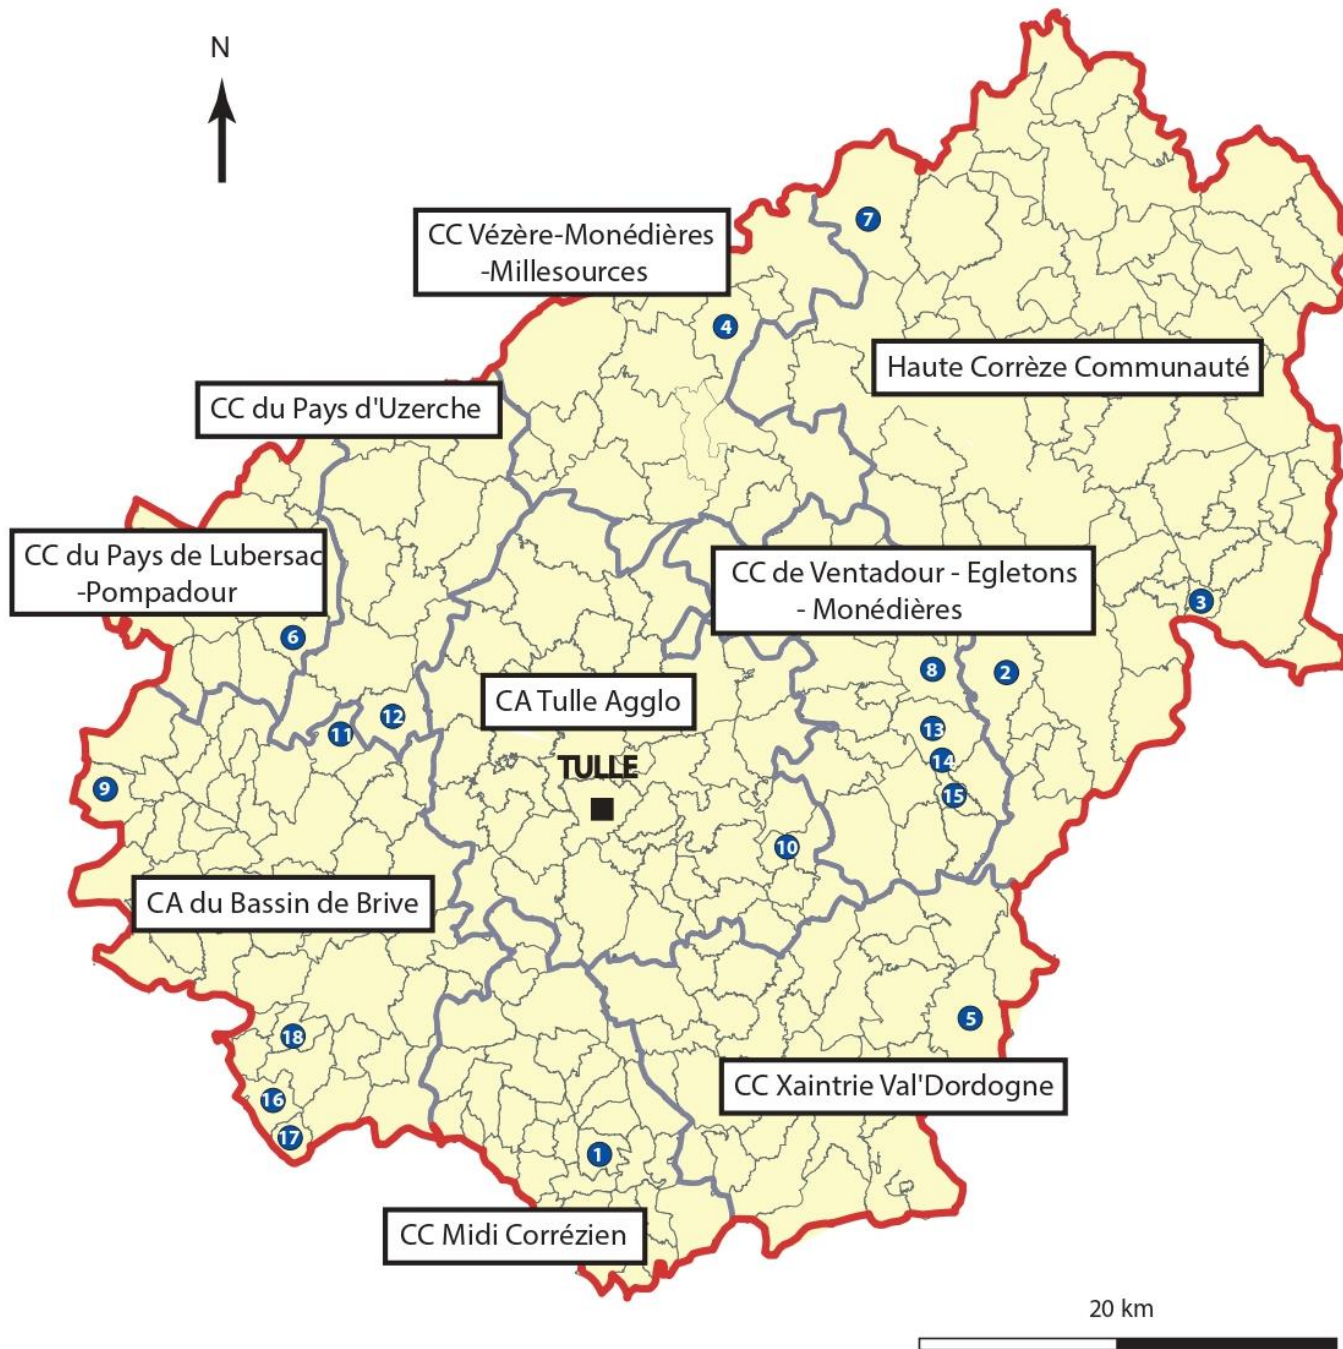 N
CC Vézère-Monédières
-Millesources
7
4
Haute Corrèze Communauté
CC du Pays d'Uzerche
CC du Pays de Lubersac
-Pompadour
CC de Ventadour - Egletons
- Monédières
3
6
8
2
CA Tulle Agglo
12
11
13
14
TULLE
9
15
10
CA du Bassin de Brive
5
18
CC Xaintrie Val'Dordogne
16
17
1
CC Midi Corrézien
20 km